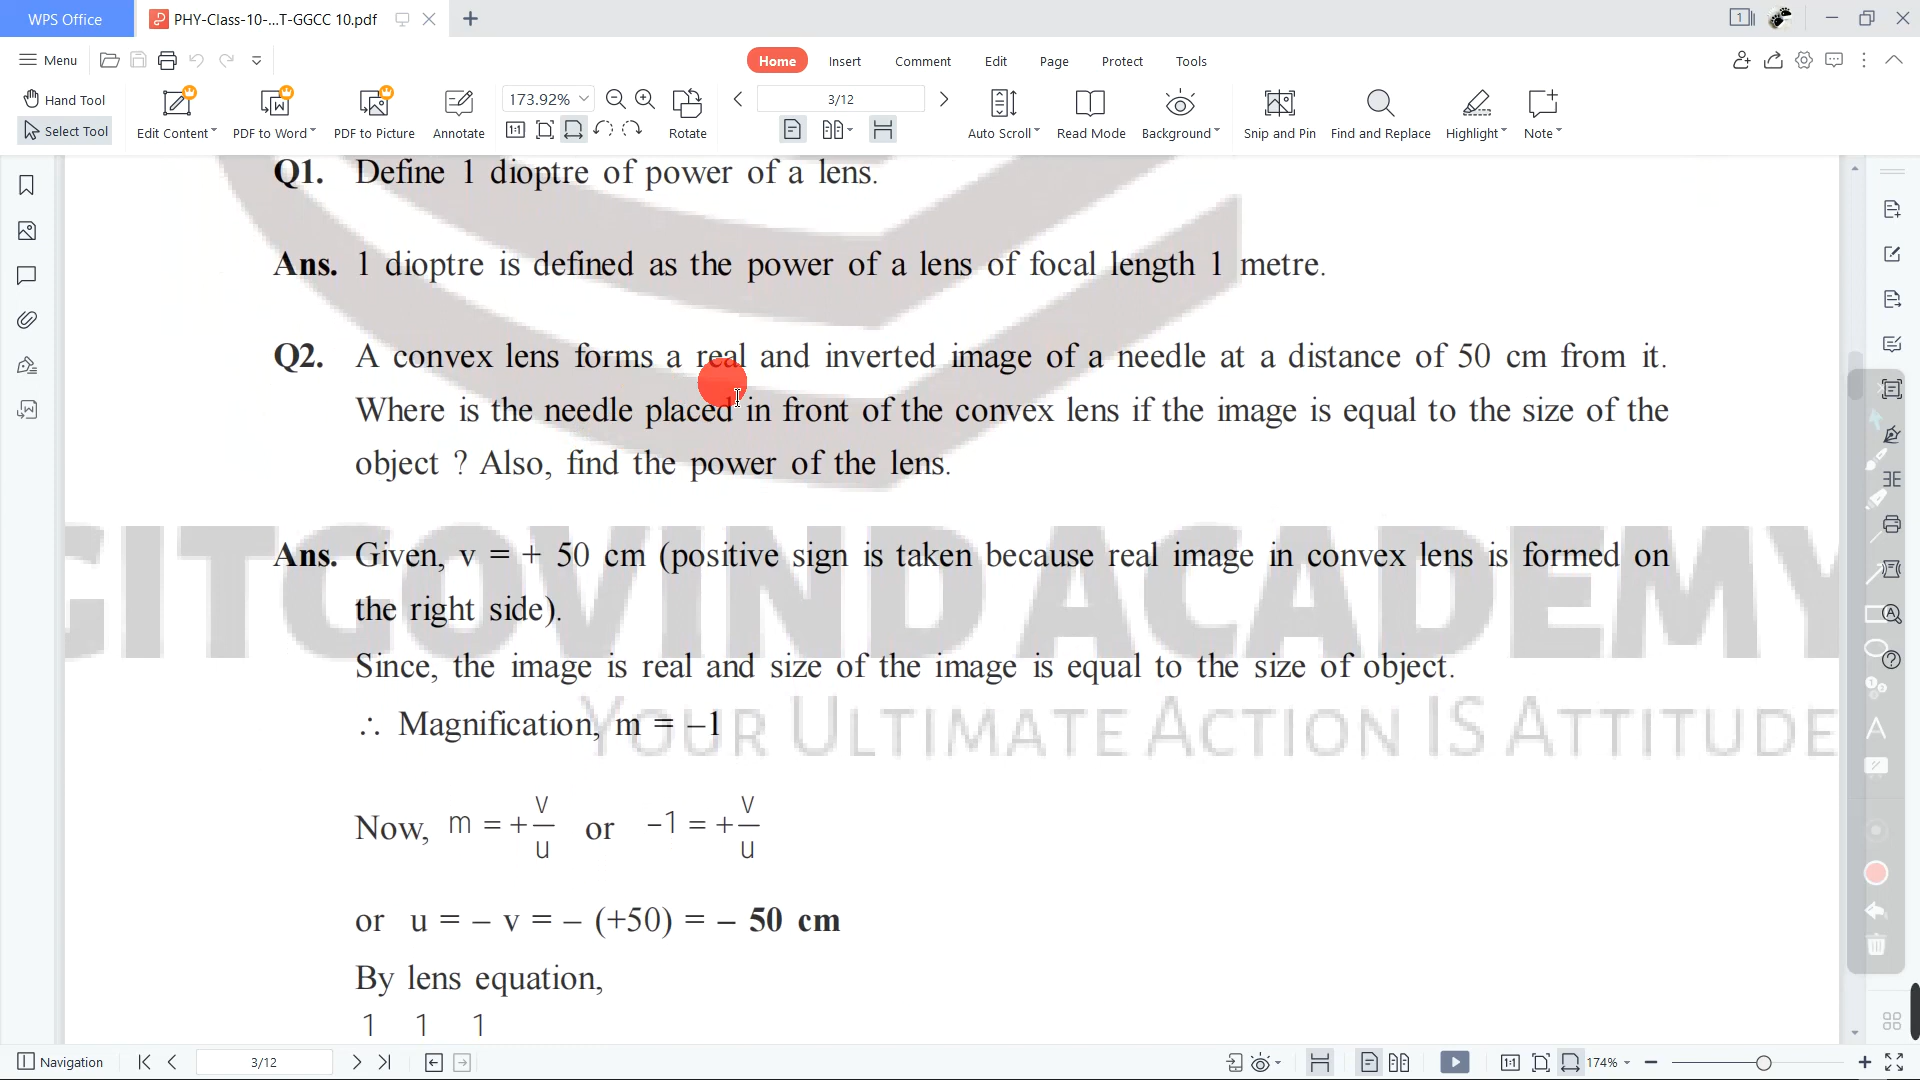 WPS Office
PHY-Class-10-...T-GGCC 10.pdf
Menu
Home Insert Comment Edit Page Protect Tools
Hand Tool
Select Tool
Edit Content
PDF to Word
PDF to Picture
Annotate
173.92%
Rotate
3/12
Auto Scroll
Read Mode
Background
Snip and Pin
Find and Replace
Highlight
Note
Q1. Define 1 dioptre of power of a lens.
Ans. 1 dioptre is defined as the power of a lens of focal length 1 metre.
Q2. A convex lens forms a real and inverted image of a needle at a distance of 50 cm from it.
Where is the needle placed in front of the convex lens if the image is equal to the size of the
object ? Also, find the power of the lens.
GITGOVIND ACADEMY
Ans. Given, v = + 50 cm (positive sign is taken because real image in convex lens is formed on
the right side).
Since, the image is real and size of the image is equal to the size of object.
YOUR ULTIMATE ACTION IS ATTITUDE
∴ Magnification, m = –1
Now, m = + v/u or –1 = + v/u
or u = – v = – (+50) = – 50 cm
By lens equation,
1 1 1
Navigation
3/12
174%